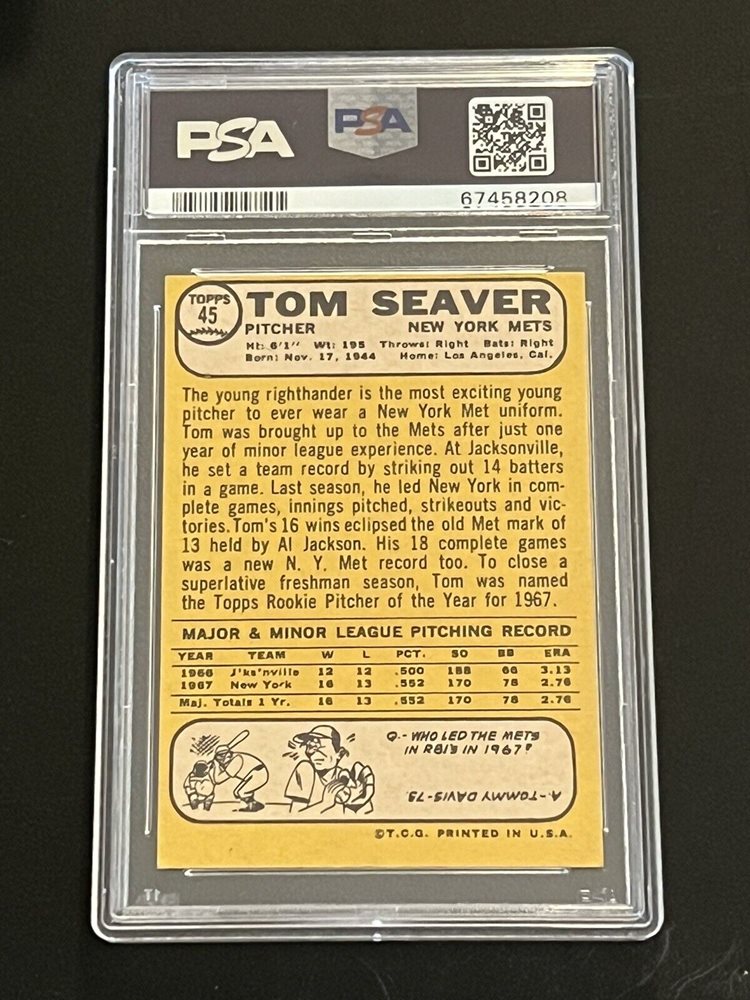 PSA
PSA
67458208
TOPPS
45
TOM SEAVER
PITCHER NEW YORK METS
Ht: 6'1" Wt: 195 Throws: Right Bats: Right
Born: Nov. 17, 1944 Home: Los Angeles, Cal.
The young righthander is the most exciting young
pitcher to ever wear a New York Met uniform.
Tom was brought up to the Mets after just one
year of minor league experience. At Jacksonville,
he set a team record by striking out 14 batters
in a game. Last season, he led New York in com-
plete games, innings pitched, strikeouts and vic-
tories. Tom's 16 wins eclipsed the old Met mark of
13 held by Al Jackson. His 18 complete games
was a new N. Y. Met record too. To close a
superlative freshman season, Tom was named
the Topps Rookie Pitcher of the Year for 1967.
MAJOR & MINOR LEAGUE PITCHING RECORD
YEAR TEAM W L PCT. SO BB ERA
1966 J'ks'nville 12 12 .500 188 66 3.13
1967 New York 16 13 .552 170 78 2.76
Maj. Totals 1 Yr. 16 13 .552 170 78 2.76
Q.- WHO LED THE METS
IN RBI'S IN 1967?
A.-TOMMY DAVIS-73.
©T.C.G. PRINTED IN U.S.A.